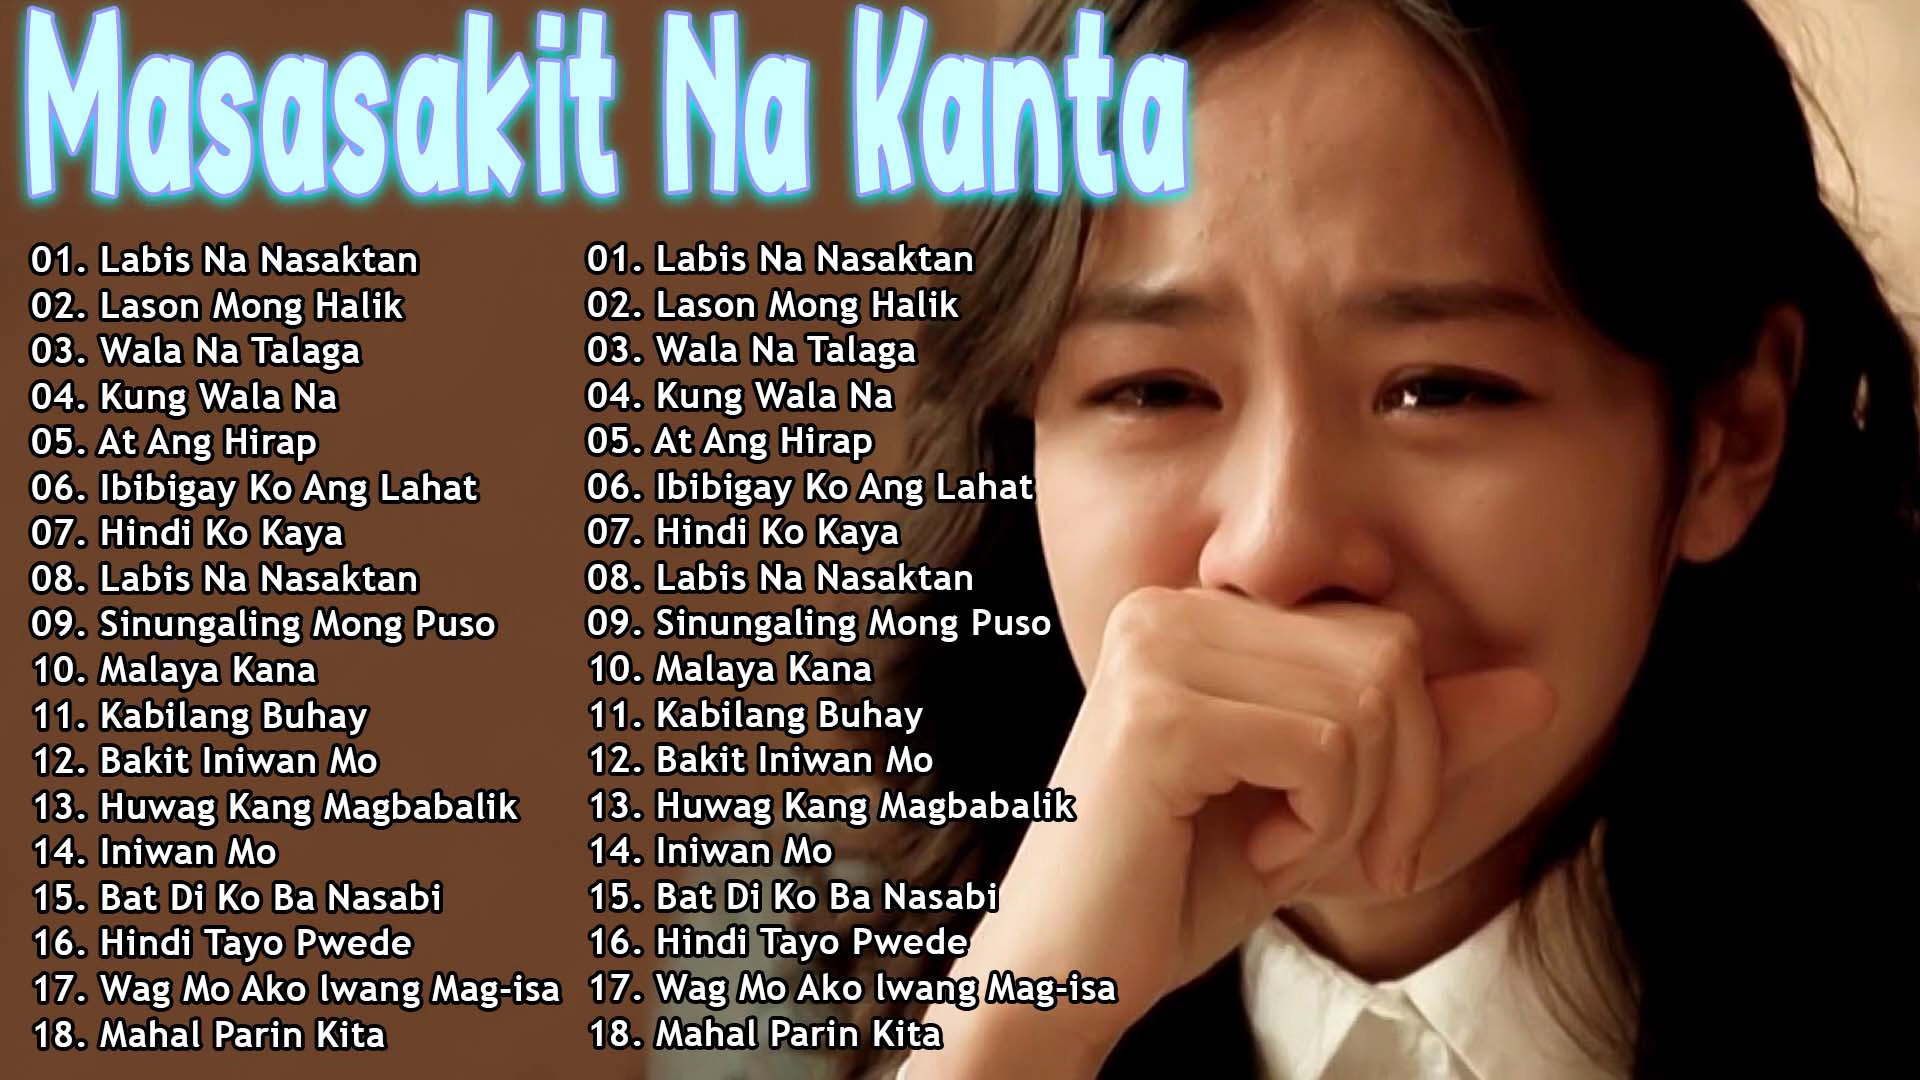 Masasakit Na Kanta
01. Labis Na Nasaktan
02. Lason Mong Halik
03. Wala Na Talaga
04. Kung Wala Na
05. At Ang Hirap
06. Ibibigay Ko Ang Lahat
07. Hindi Ko Kaya
08. Labis Na Nasaktan
09. Sinungaling Mong Puso
10. Malaya Kana
11. Kabilang Buhay
12. Bakit Iniwan Mo
13. Huwag Kang Magbabalik
14. Iniwan Mo
15. Bat Di Ko Ba Nasabi
16. Hindi Tayo Pwede
17. Wag Mo Ako lwang Mag-isa
18. Mahal Parin Kita
01. Labis Na Nasaktan
02. Lason Mong Halik
03. Wala Na Talaga
04. Kung Wala Na
05. At Ang Hirap
06. Ibibigay Ko Ang Lahat
07. Hindi Ko Kaya
08. Labis Na Nasaktan
09. Sinungaling Mong Puso
10. Malaya Kana
11. Kabilang Buhay
12. Bakit Iniwan Mo
13. Huwag Kang Magbabalik
14. Iniwan Mo
15. Bat Di Ko Ba Nasabi
16. Hindi Tayo Pwede
17. Wag Mo Ako lwang Mag-isa
18. Mahal Parin Kita